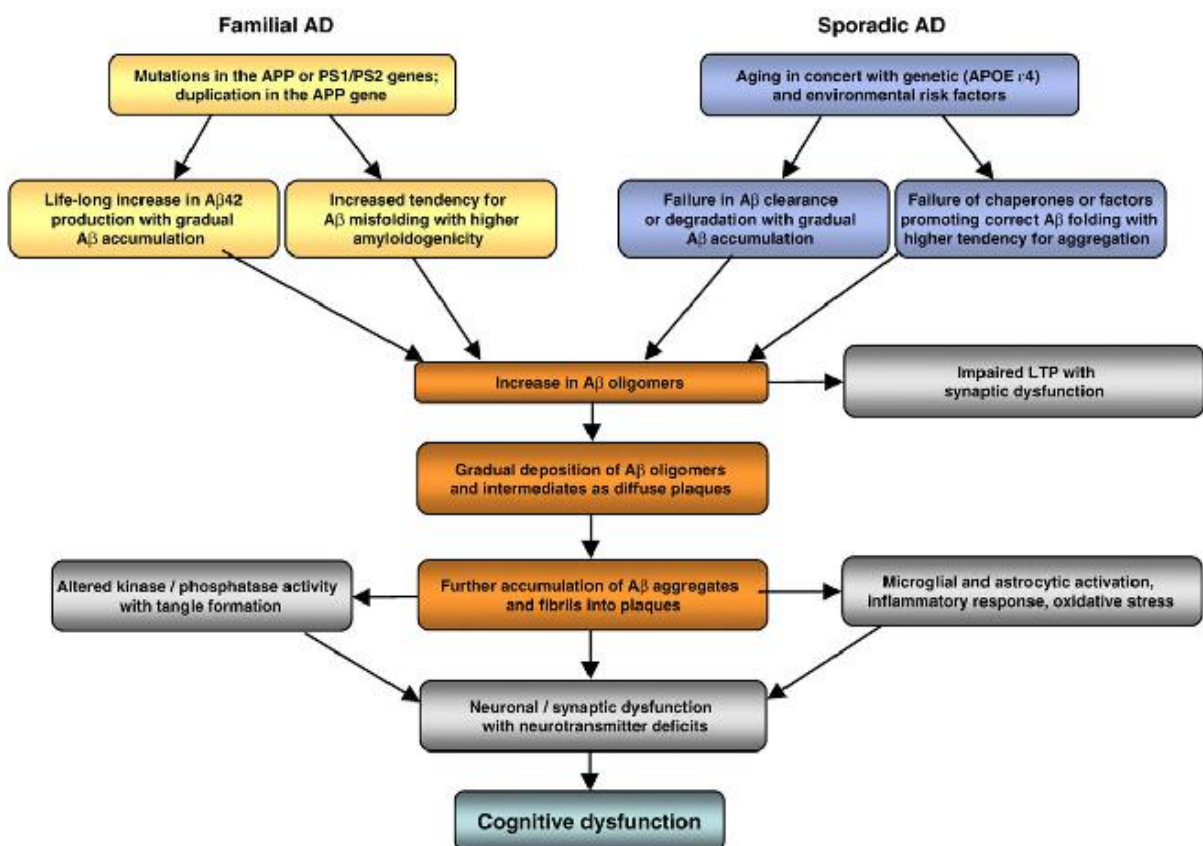 Familial AD
Sporadic AD
Mutations in the APP or PS1/PS2 genes;
duplication in the APP gene
Aging in concert with genetic (APOE ε4)
and environmental risk factors
Life-long increase in Aβ42
production with gradual
Aβ accumulation
Increased tendency for
Aβ misfolding with higher
amyloidogenicity
Failure in Aβ clearance
or degradation with gradual
Aβ accumulation
Failure of chaperones or factors
promoting correct Aβ folding with
higher tendency for aggregation
Increase in Aβ oligomers
Impaired LTP with
synaptic dysfunction
Gradual deposition of Aβ oligomers
and intermediates as diffuse plaques
Altered kinase / phosphatase activity
with tangle formation
Further accumulation of Aβ aggregates
and fibrils into plaques
Microglial and astrocytic activation,
inflammatory response, oxidative stress
Neuronal / synaptic dysfunction
with neurotransmitter deficits
Cognitive dysfunction